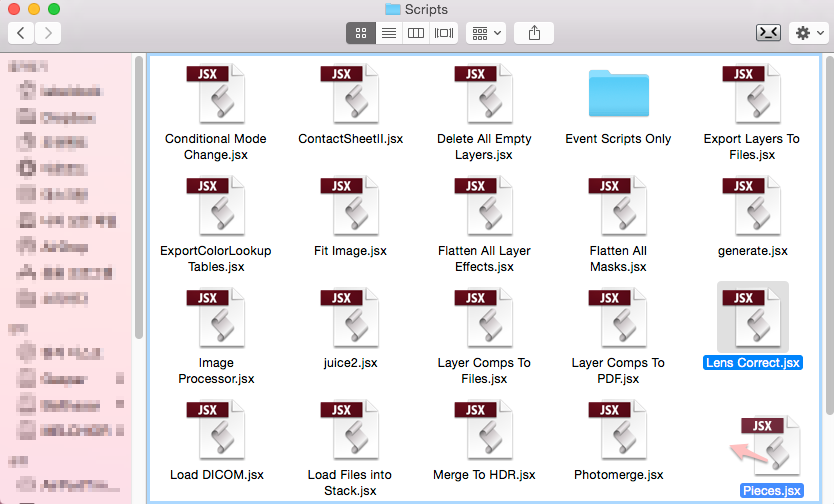 Scripts
JSX
JSX
JSX
JSX
Conditional Mode
Change.jsx
ContactSheetII.jsx
Delete All Empty
Layers.jsx
Event Scripts Only
Export Layers To
Files.jsx
JSX
JSX
JSX
JSX
JSX
ExportColorLookup
Tables.jsx
Fit Image.jsx
Flatten All Layer
Effects.jsx
Flatten All
Masks.jsx
generate.jsx
JSX
JSX
JSX
JSX
JSX
Image
Processor.jsx
juice2.jsx
Layer Comps To
Files.jsx
Layer Comps To
PDF.jsx
Lens Correct.jsx
JSX
JSX
JSX
JSX
JSX
Load DICOM.jsx
Load Files into
Stack.jsx
Merge To HDR.jsx
Photomerge.jsx
Pieces.jsx